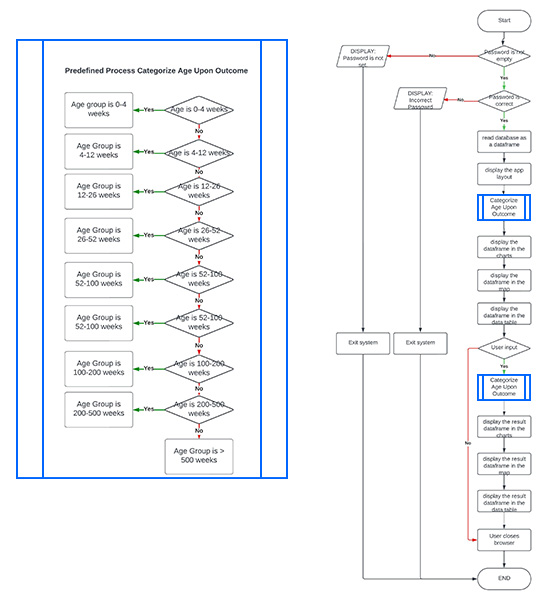 Predefined Process Categorize Age Upon Outcome
Age group is 0-4
weeks
Yes
Age is 0-4 weeks
No
Age Group is
4-12 weeks
Yes
Age is 4-12 weeks
No
Age Group is
12-26 weeks
Yes
Age is 12-26
weeks
No
Age Group is
26-52 weeks
Yes
Age is 26-52
weeks
No
Age Group is
52-100 weeks
Yes
Age is 52-100
weeks
No
Age Group is
52-100 weeks
Yes
Age is 52-100
weeks
No
Age Group is
100-200 weeks
Yes
Age is 100-200
weeks
No
Age Group is
200-500 weeks
Yes
Age is 200-500
weeks
No
Age Group is >
500 weeks
Start
DISPLAY:
Password is not
set.
No
Password is not
empty
Yes
DISPLAY:
Incorrect
Password
No
Password is
correct
Yes
read database as
a dataframe
display the app
layout
Categorize
Age Upon
Outcome
display the
dataframe in the
charts
display the
dataframe in the
map
display the
dataframe in the
data table
Exit system
Exit system
User input
Yes
Categorize
Age Upon
Outcome
display the result
dataframe in the
charts
No
display the result
dataframe in the
map
display the result
dataframe in the
data table
User closes
browser
END